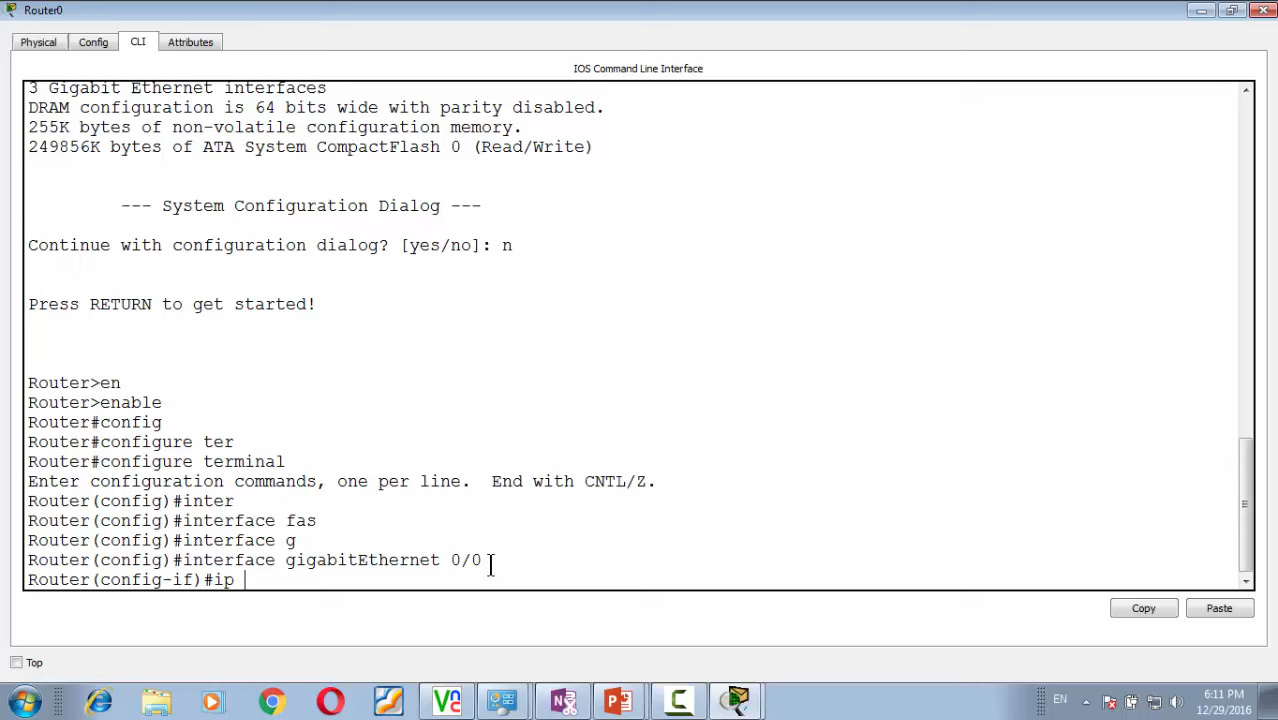 Router0
Physical
Config
CLI
Attributes
IOS Command Line Interface
3 Gigabit Ethernet interfaces
DRAM configuration is 64 bits wide with parity disabled.
255K bytes of non-volatile configuration memory.
249856K bytes of ATA System CompactFlash 0 (Read/Write)
--- System Configuration Dialog ---
Continue with configuration dialog? [yes/no]: n
Press RETURN to get started!
Router>en
Router>enable
Router#config
Router#configure ter
Router#configure terminal
Enter configuration commands, one per line.  End with CNTL/Z.
Router(config)#inter
Router(config)#interface fas
Router(config)#interface g
Router(config)#interface gigabitEthernet 0/0
Router(config-if)#ip
Copy
Paste
Top
EN
6:11 PM
12/29/2016